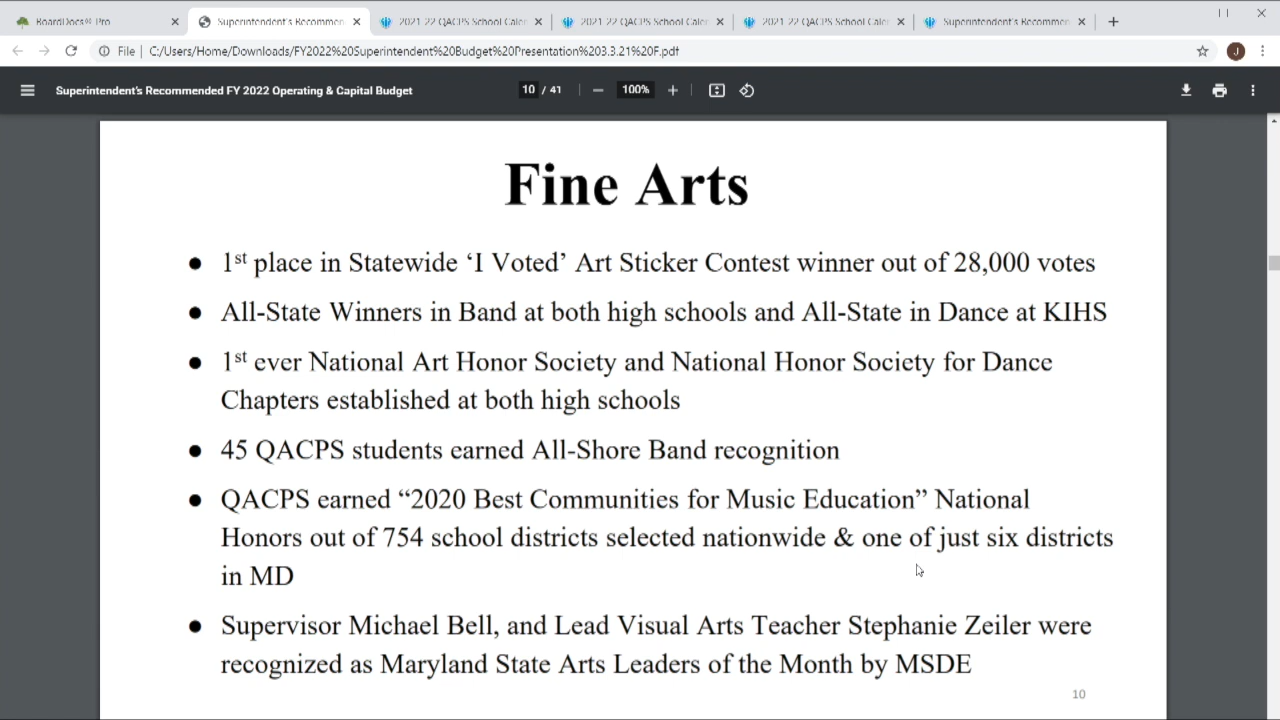 BoardDocs® Pro
Superintendent's Recommen
2021 22 QACPS School Caler
2021 22 QACPS School Caler
2021 22 QACPS School Caler
Superintendent's Recommen
File | C:/Users/Home/Downloads/FY2022%20Superintendent%20Budget%20Presentation%203.3.21%20F.pdf
J
Superintendent's Recommended FY 2022 Operating & Capital Budget
10 / 41
100%
Fine Arts
● 1st place in Statewide ‘I Voted’ Art Sticker Contest winner out of 28,000 votes
● All-State Winners in Band at both high schools and All-State in Dance at KIHS
● 1st ever National Art Honor Society and National Honor Society for Dance
Chapters established at both high schools
● 45 QACPS students earned All-Shore Band recognition
● QACPS earned “2020 Best Communities for Music Education” National
Honors out of 754 school districts selected nationwide & one of just six districts
in MD
● Supervisor Michael Bell, and Lead Visual Arts Teacher Stephanie Zeiler were
recognized as Maryland State Arts Leaders of the Month by MSDE
10